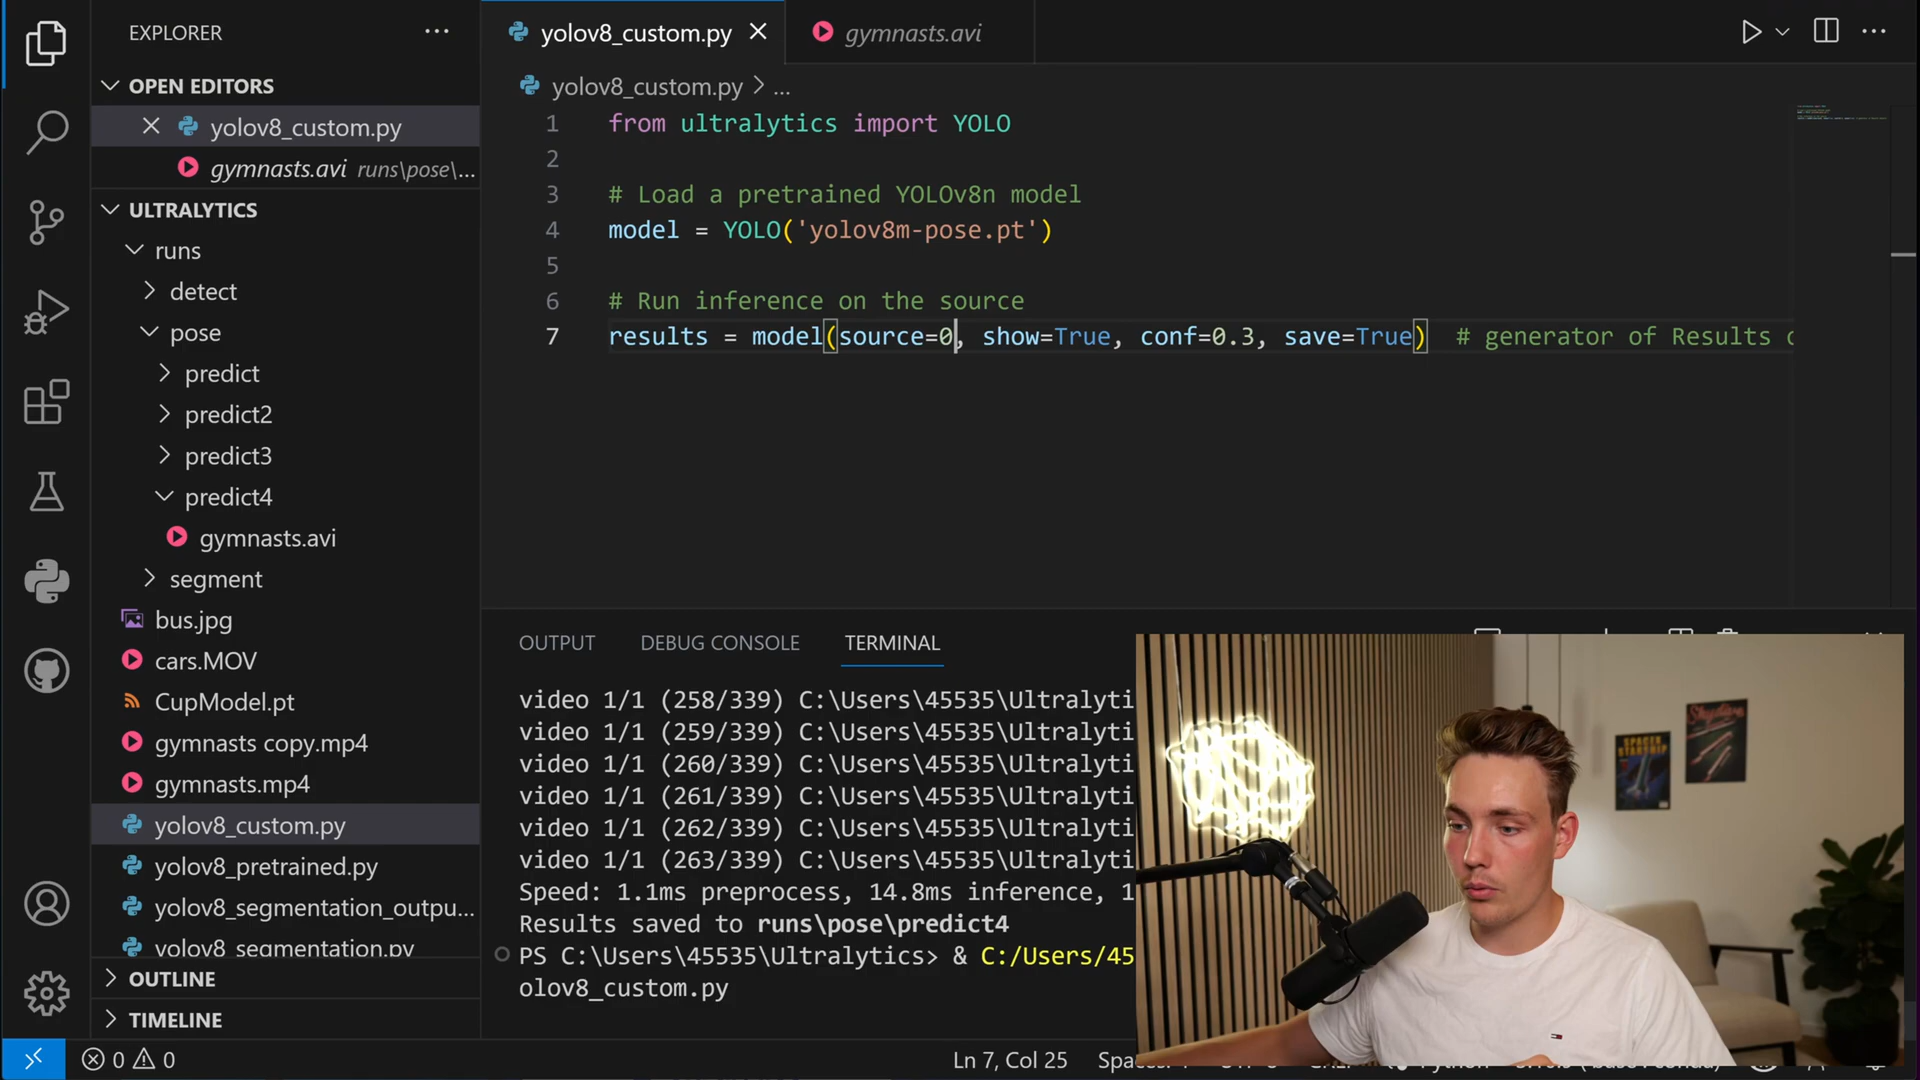 EXPLORER
OPEN EDITORS
yolov8_custom.py
gymnasts.avi runs\pose\...
ULTRALYTICS
runs
detect
pose
predict
predict2
predict3
predict4
gymnasts.avi
segment
bus.jpg
cars.MOV
CupModel.pt
gymnasts copy.mp4
gymnasts.mp4
yolov8_custom.py
yolov8_pretrained.py
yolov8_segmentation_outpu...
yolov8_segmentation.py
OUTLINE
TIMELINE
0 0
yolov8_custom.py
gymnasts.avi
yolov8_custom.py > ...
1 from ultralytics import YOLO
2
3 # Load a pretrained YOLOv8n model
4 model = YOLO('yolov8m-pose.pt')
5
6 # Run inference on the source
7 results = model(source=0, show=True, conf=0.3, save=True) # generator of Results
OUTPUT DEBUG CONSOLE TERMINAL
video 1/1 (258/339) C:\Users\45535\Ultralyti
video 1/1 (259/339) C:\Users\45535\Ultralyti
video 1/1 (260/339) C:\Users\45535\Ultralyti
video 1/1 (261/339) C:\Users\45535\Ultralyti
video 1/1 (262/339) C:\Users\45535\Ultralyti
video 1/1 (263/339) C:\Users\45535\Ultralyti
Speed: 1.1ms preprocess, 14.8ms inference, 1
Results saved to runs\pose\predict4
PS C:\Users\45535\Ultralytics> & C:/Users/45
olov8_custom.py
SPACEX
STARSHIP
Skydive
Ln 7, Col 25